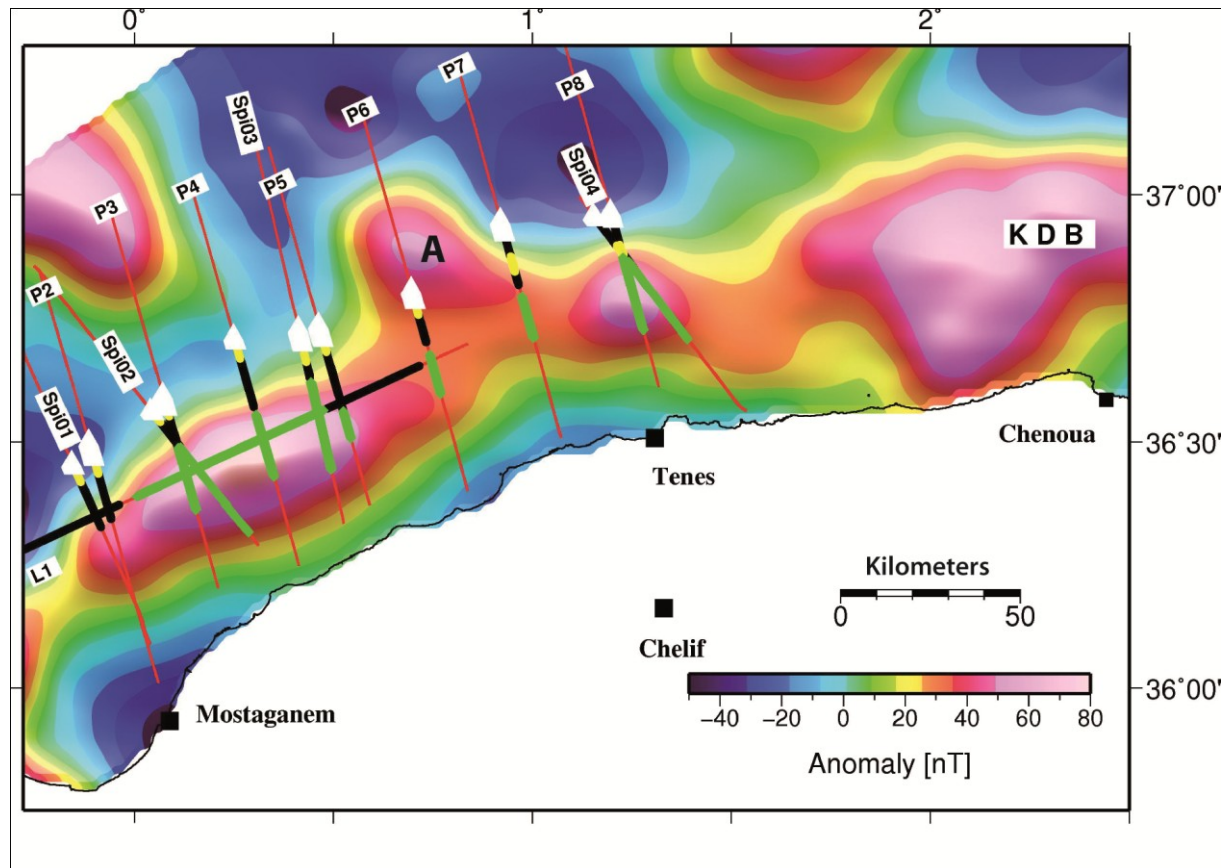 0˚
1˚
2˚
P7
P8
Spi03
P6
Spi04
P5
P4
P3
37˚00'
A
K D B
P2
Spi02
Spi01
36˚30'
Chenoua
Tenes
L1
Kilometers
0 50
Chelif
36˚00'
Mostaganem
−40 −20 0 20 40 60 80
Anomaly [nT]